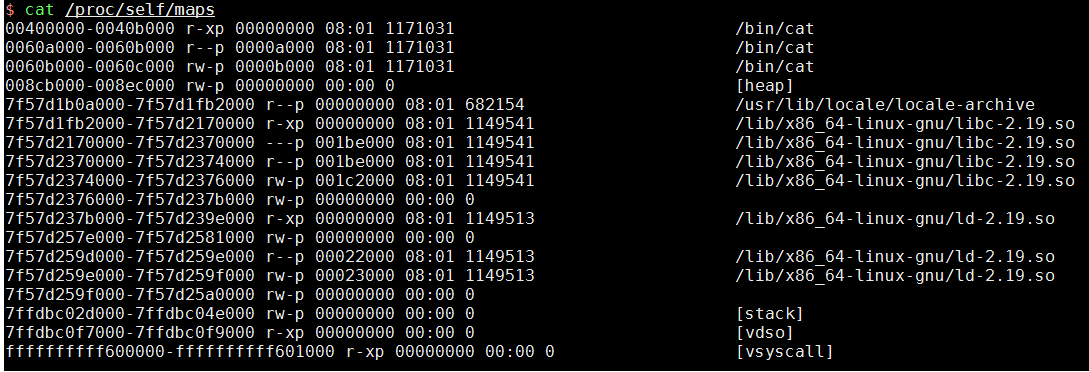 $ cat /proc/self/maps
00400000-0040b000 r-xp 00000000 08:01 1171031 /bin/cat
0060a000-0060b000 r--p 0000a000 08:01 1171031 /bin/cat
0060b000-0060c000 rw-p 0000b000 08:01 1171031 /bin/cat
008cb000-008ec000 rw-p 00000000 00:00 0 [heap]
7f57d1b0a000-7f57d1fb2000 r--p 00000000 08:01 682154 /usr/lib/locale/locale-archive
7f57d1fb2000-7f57d2170000 r-xp 00000000 08:01 1149541 /lib/x86_64-linux-gnu/libc-2.19.so
7f57d2170000-7f57d2370000 ---p 001be000 08:01 1149541 /lib/x86_64-linux-gnu/libc-2.19.so
7f57d2370000-7f57d2374000 r--p 001be000 08:01 1149541 /lib/x86_64-linux-gnu/libc-2.19.so
7f57d2374000-7f57d2376000 rw-p 001c2000 08:01 1149541 /lib/x86_64-linux-gnu/libc-2.19.so
7f57d2376000-7f57d237b000 rw-p 00000000 00:00 0
7f57d237b000-7f57d239e000 r-xp 00000000 08:01 1149513 /lib/x86_64-linux-gnu/ld-2.19.so
7f57d257e000-7f57d2581000 rw-p 00000000 00:00 0
7f57d259d000-7f57d259e000 r--p 00022000 08:01 1149513 /lib/x86_64-linux-gnu/ld-2.19.so
7f57d259e000-7f57d259f000 rw-p 00023000 08:01 1149513 /lib/x86_64-linux-gnu/ld-2.19.so
7f57d259f000-7f57d25a0000 rw-p 00000000 00:00 0
7ffdbc02d000-7ffdbc04e000 rw-p 00000000 00:00 0 [stack]
7ffdbc0f7000-7ffdbc0f9000 r-xp 00000000 00:00 0 [vdso]
ffffffffff600000-ffffffffff601000 r-xp 00000000 00:00 0 [vsyscall]